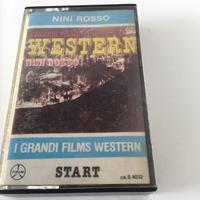 NINI ROSSO
WESTERN
NINI ROSSO
I GRANDI FILMS WESTERN
START